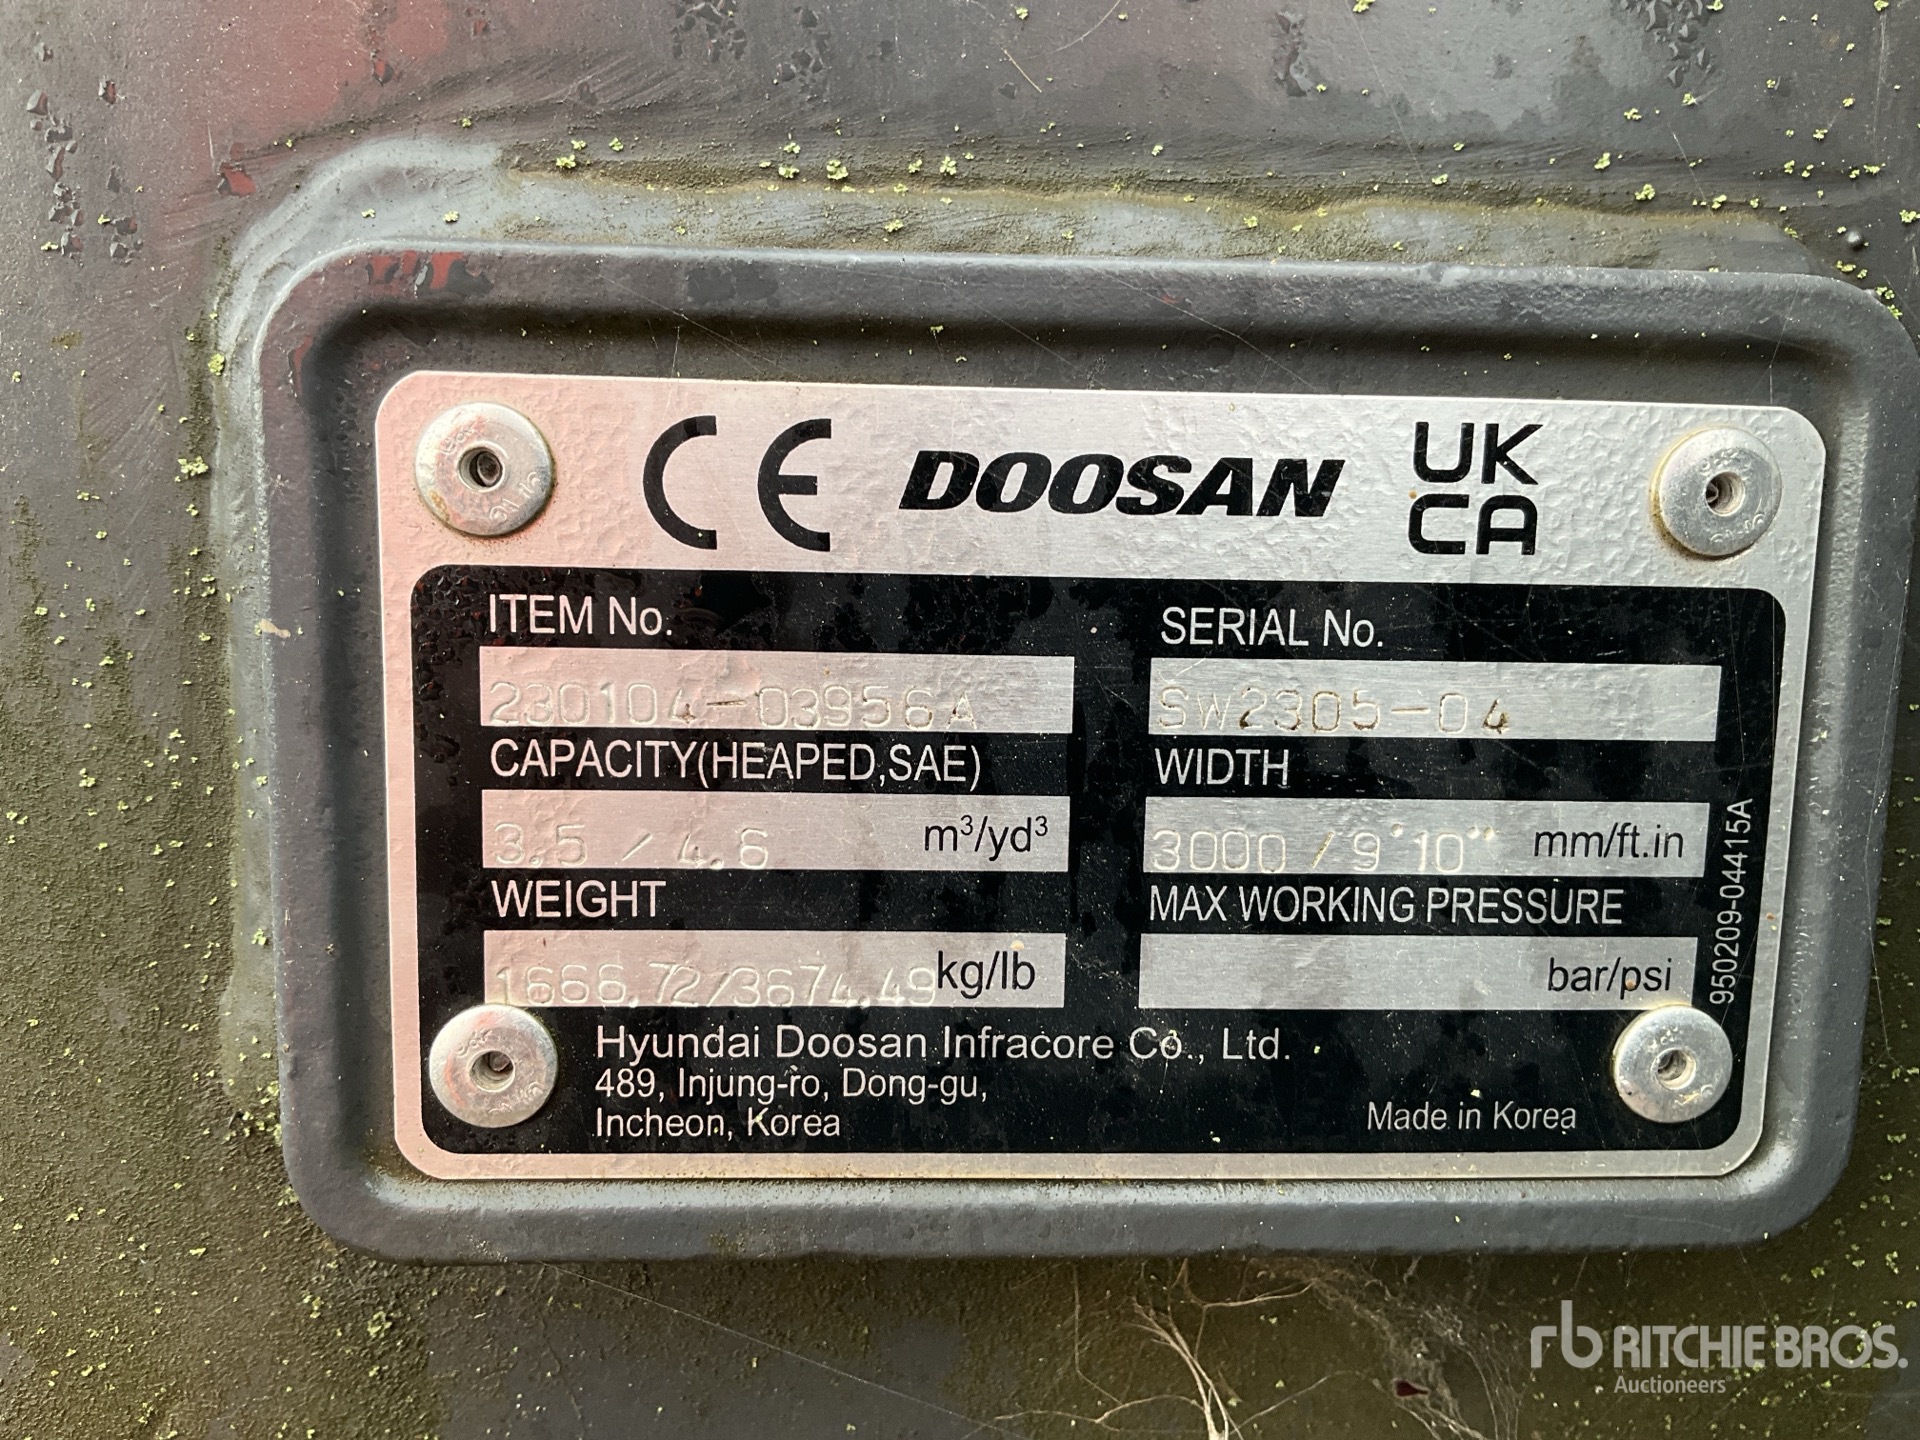 CE DOOSAN UK
CA
ITEM No. SERIAL No.
230104-03956A SW2305-04
CAPACITY(HEAPED,SAE) WIDTH
3.5 / 4.6 m³/yd³ 3000 / 9'10" mm/ft.in
WEIGHT MAX WORKING PRESSURE
1666.72/3674.49 kg/lb bar/psi
950209-04415A
Hyundai Doosan Infracore Co., Ltd.
489, Injung-ro, Dong-gu,
Incheon, Korea Made in Korea
rb RITCHIE BROS.
Auctioneers